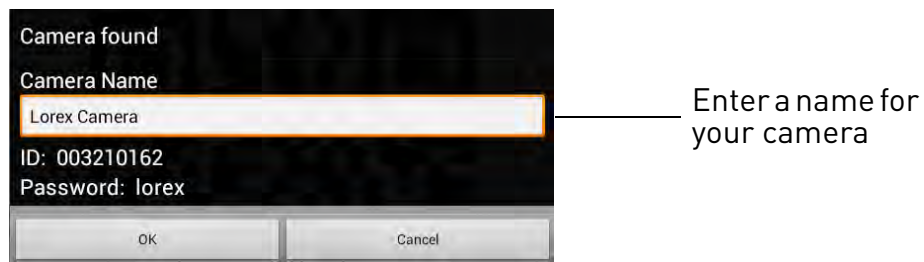 Camera found
Camera Name
Lorex Camera
ID: 003210162
Password: lorex
OK
Cancel
Enter a name for
your camera